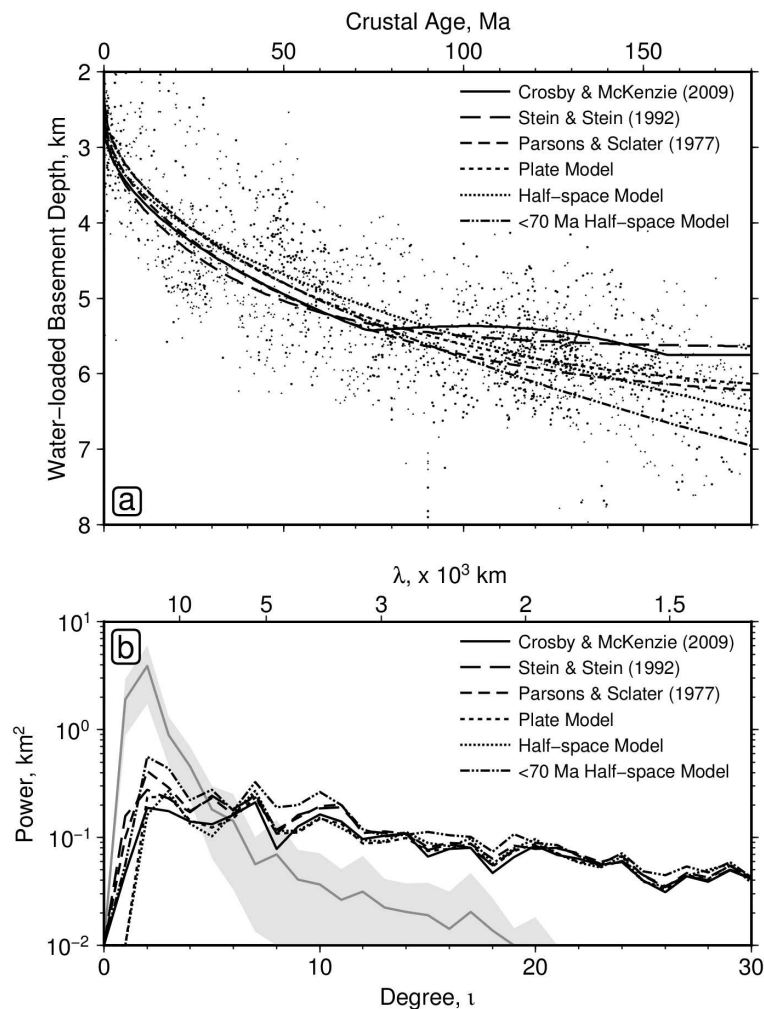 Crustal Age, Ma
0 50 100 150
2
3
4
5
6
7
8
Water−loaded Basement Depth, km
Crosby & McKenzie (2009)
Stein & Stein (1992)
Parsons & Sclater (1977)
Plate Model
Half−space Model
<70 Ma Half−space Model
a
λ, x 10³ km
10 5 3 2 1.5
10¹
10⁰
10⁻¹
10⁻²
Power, km²
b
Crosby & McKenzie (2009)
Stein & Stein (1992)
Parsons & Sclater (1977)
Plate Model
Half−space Model
<70 Ma Half−space Model
0 10 20 30
Degree, ι